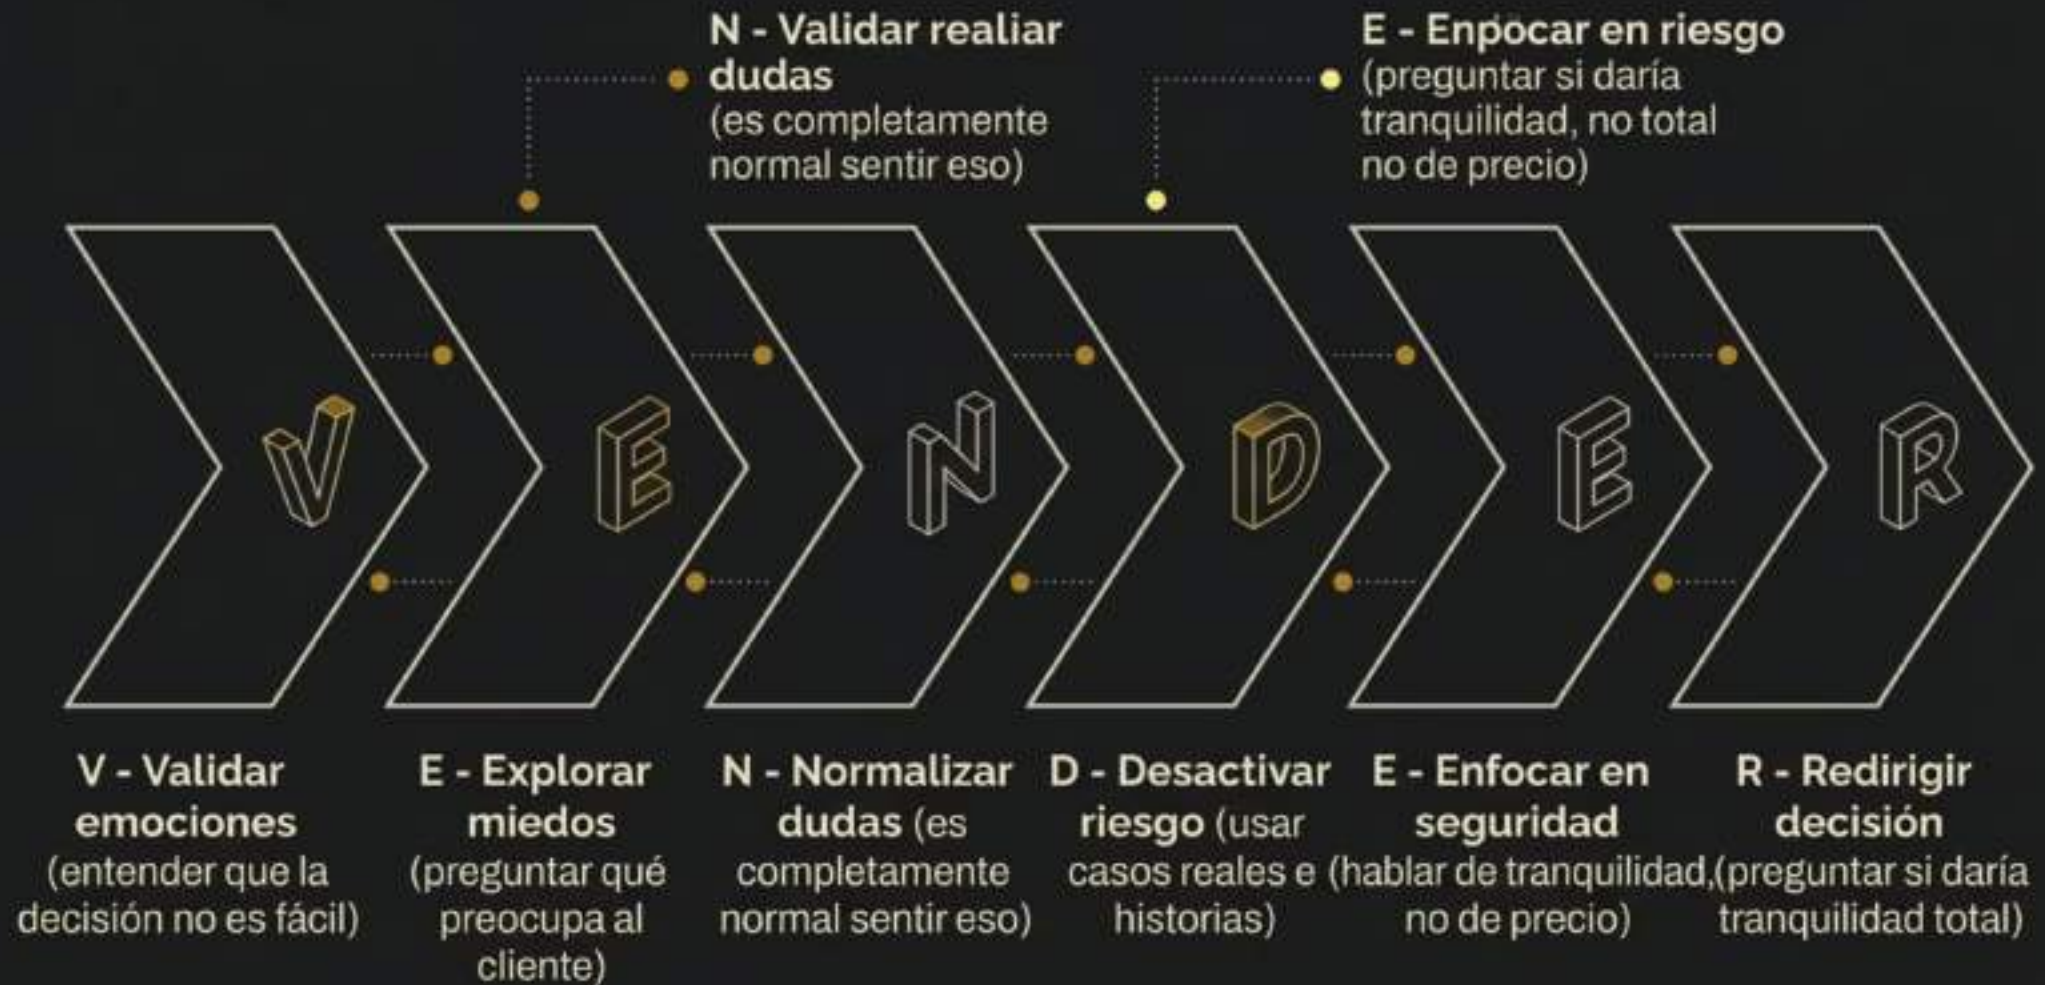 N - Validar realiar
dudas
(es completamente
normal sentir eso)
E - Enpocar en riesgo
(preguntar si daría
tranquilidad, no total
no de precio)
V
E
N
D
E
R
V - Validar
emociones
(entender que la
decisión no es fácil)
E - Explorar
miedos
(preguntar qué
preocupa al
cliente)
N - Normalizar
dudas (es
completamente
normal sentir eso)
D - Desactivar
riesgo (usar
casos reales e
historias)
E - Enfocar en
seguridad
(hablar de tranquilidad,
no de precio)
R - Redirigir
decisión
(preguntar si daría
tranquilidad total)